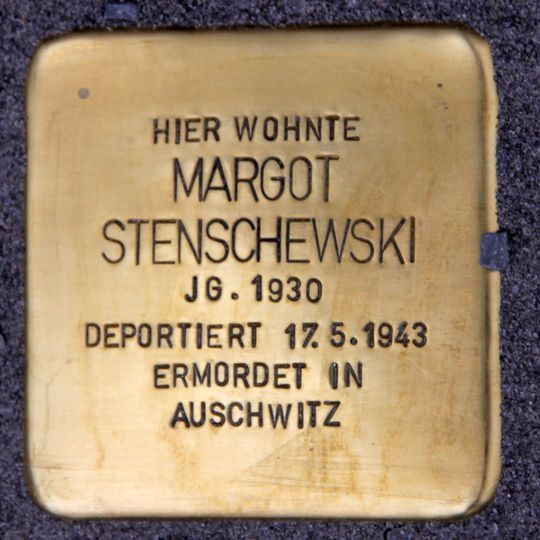 HIER WOHNTE
MARGOT
STENSCHEWSKI
JG. 1930
DEPORTIERT 17.5.1943
ERMORDET IN
AUSCHWITZ